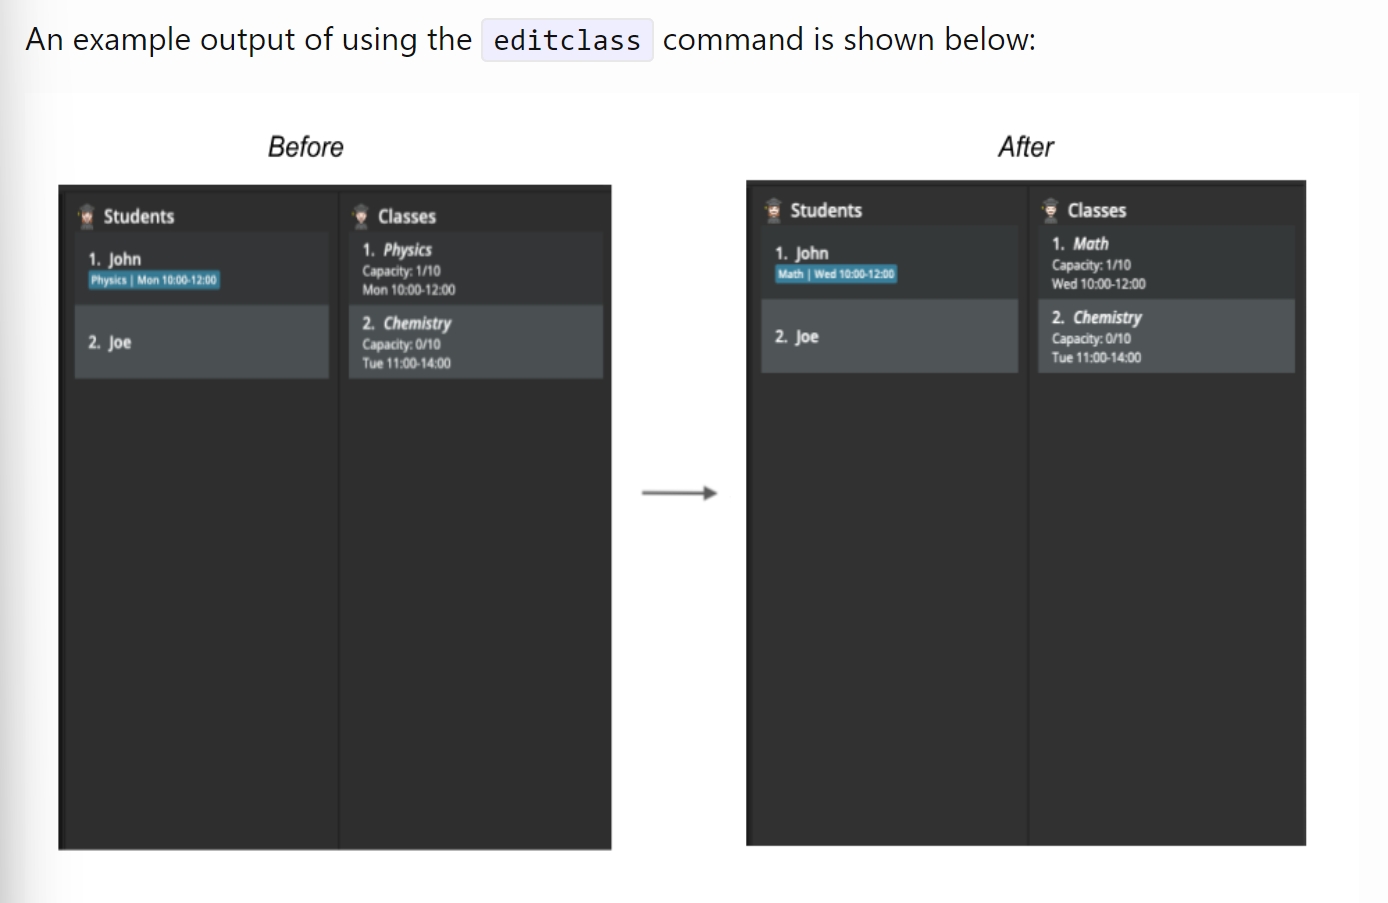 An example output of using the editclass command is shown below:
Before
Students
1. John
Physics | Mon 10:00-12:00
2. Joe
Classes
1. Physics
Capacity: 1/10
Mon 10:00-12:00
2. Chemistry
Capacity: 0/10
Tue 11:00-14:00
After
Students
1. John
Math | Wed 10:00-12:00
2. Joe
Classes
1. Math
Capacity: 1/10
Wed 10:00-12:00
2. Chemistry
Capacity: 0/10
Tue 11:00-14:00